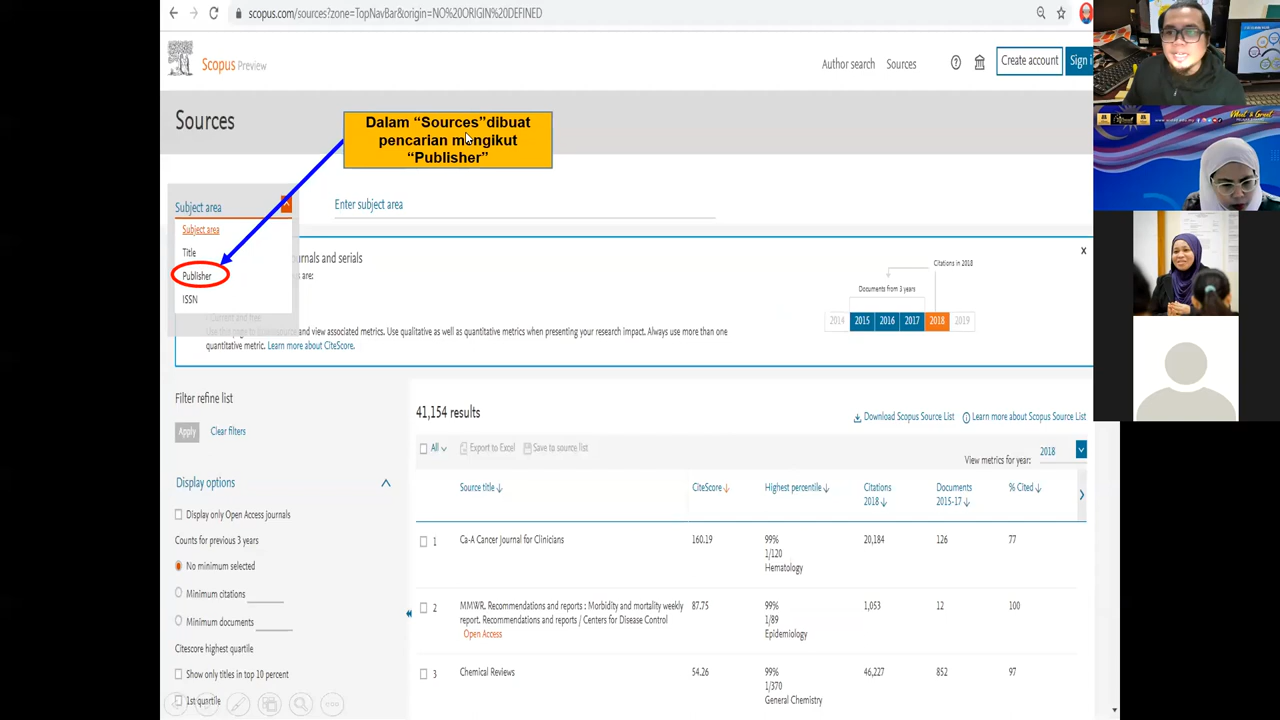 scopus.com/sources?zone=TopNavBar&origin=NO%20ORIGIN%20DEFINED
Scopus Preview
Author search
Sources
Create account
Sign i
Sources
Dalam “Sources”dibuat
pencarian mengikut
“Publisher”
Subject area
Enter subject area
Subject area
Title
Publisher
ISSN
urnals and serials
s are:
Current and free
and view associated metrics. Use qualitative as well as quantitative metrics when presenting your research impact. Always use more than one
quantitative metric. Learn more about CiteScore.
x
Citations in 2018
Documents from 3 years
2014 2015 2016 2017 2018 2019
Filter refine list
Apply
Clear filters
41,154 results
Download Scopus Source List
Learn more about Scopus Source List
All
Export to Excel
Save to source list
View metrics for year:
2018
Display options
Display only Open Access journals
Counts for previous 3 years
No minimum selected
Minimum citations
Minimum documents
Citescore highest quartile
Show only titles in top 10 percent
1st quartile
Source title↓ CiteScore↓ Highest percentile↓ Citations 2018↓ Documents 2015-17↓ % Cited↓
1 Ca-A Cancer Journal for Clinicians 160.19 99% 20,184 126 77
1/120
Hematology
2 MMWR. Recommendations and reports : Morbidity and mortality weekly 87.75 99% 1,053 12 100
report. Recommendations and reports / Centers for Disease Control 1/89
Open Access Epidemiology
3 Chemical Reviews 54.26 99% 46,227 852 97
1/370
General Chemistry